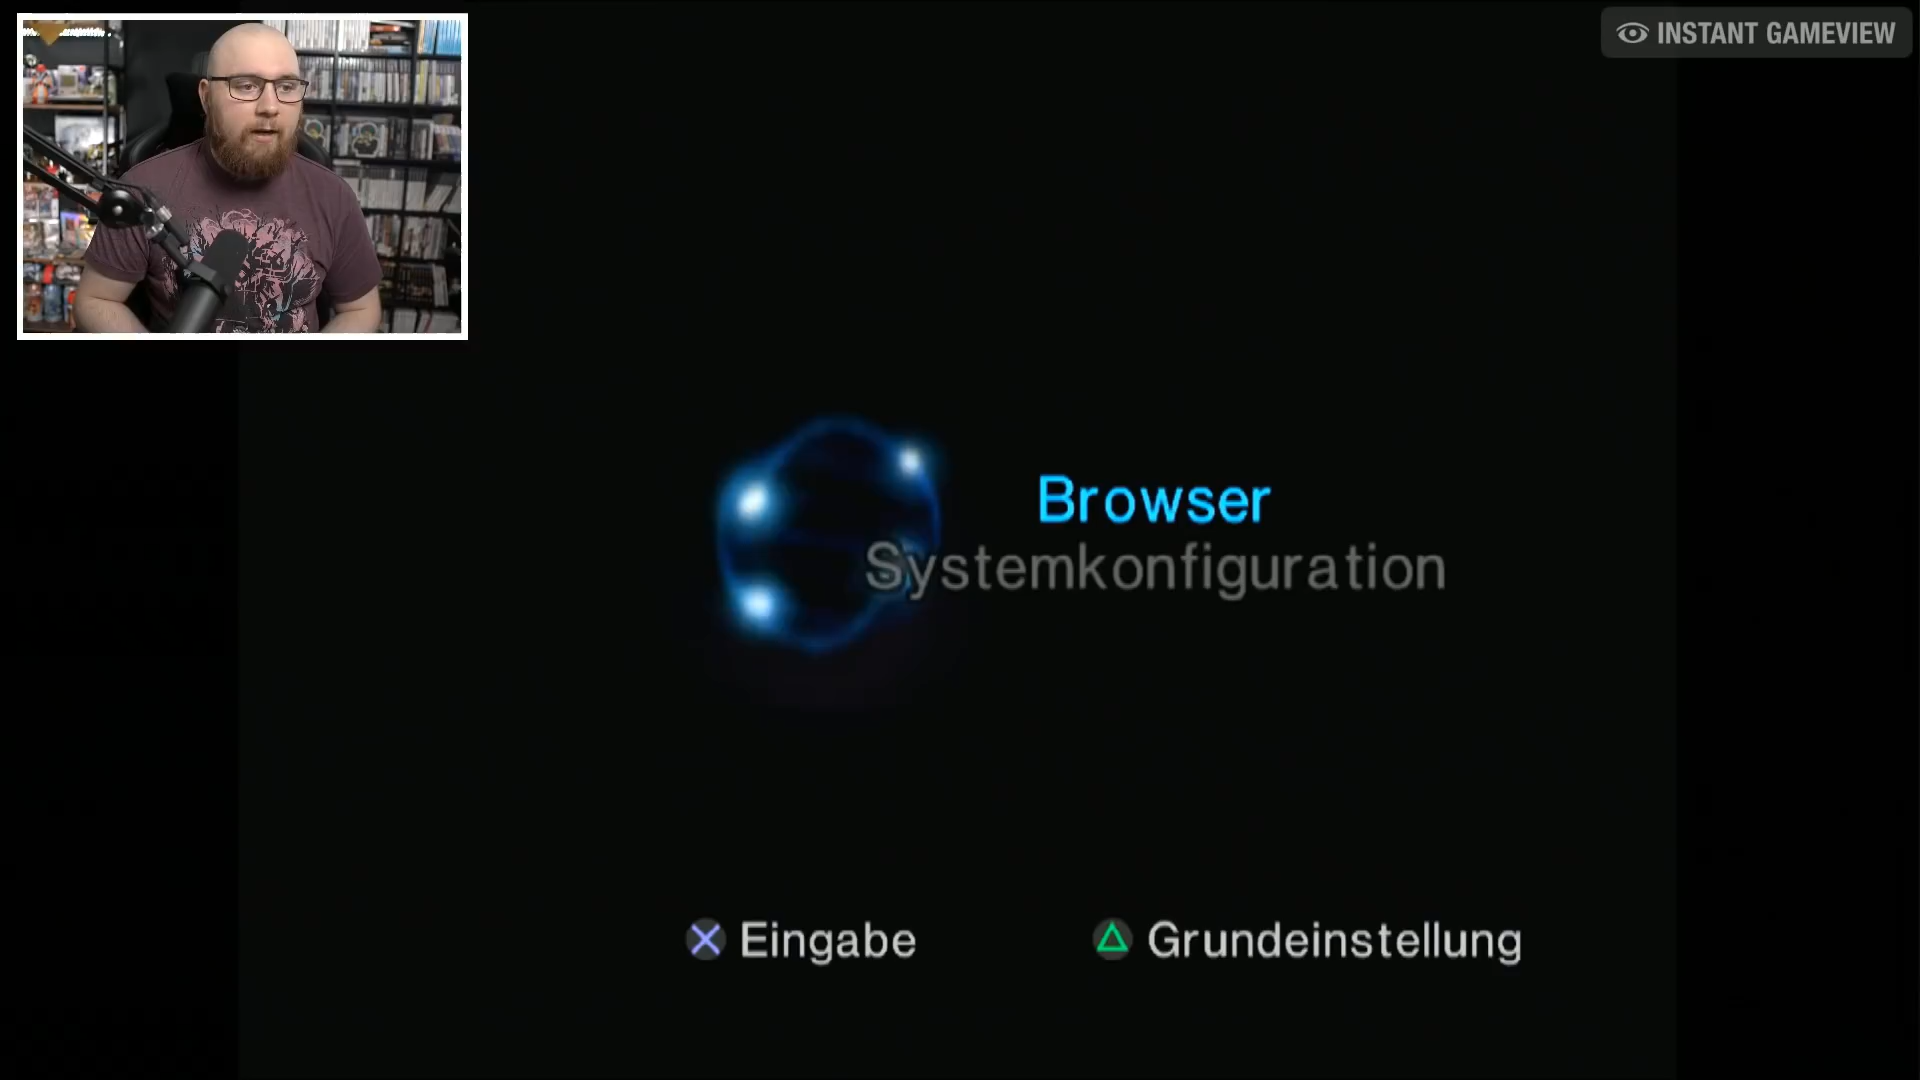 INSTANT GAMEVIEW
Browser
Systemkonfiguration
Eingabe
Grundeinstellung